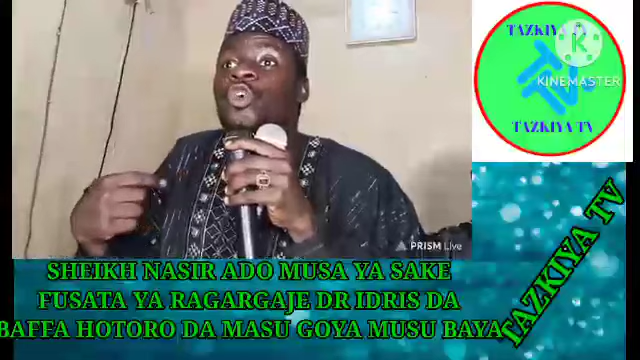 TAZKIYA TV
KINEMASTER
TAZKIYA TV
PRISM Live
SHEIKH NASIR ADO MUSA YA SAKE
FUSATA YA RAGARGAJE DR IDRIS DA
BAFFA HOTORO DA MASU GOYA MUSU BAYA
TAZKIYA TV